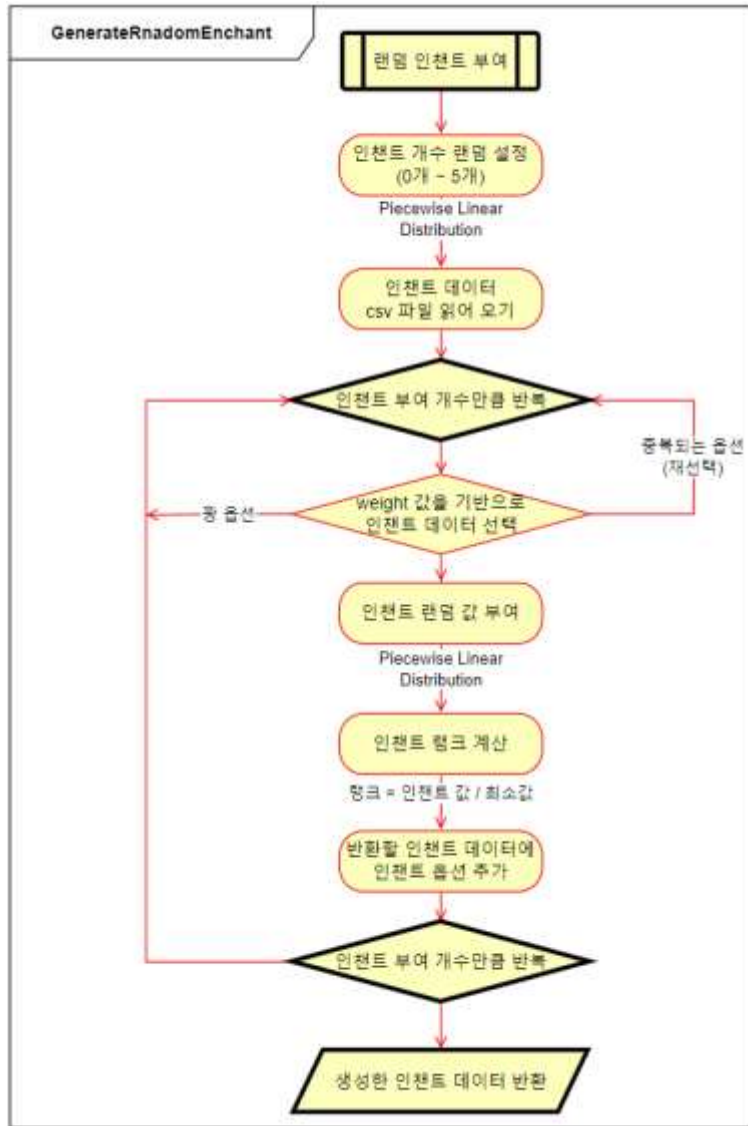 GenerateRnadomEnchant
랜덤 인챈트 부여
인챈트 개수 랜덤 설정
(0개 ~ 5개)
Piecewise Linear
Distribution
인챈트 데이터
csv 파일 읽어 오기
인챈트 부여 개수만큼 반복
중복되는 옵션
(재선택)
weight 값을 기반으로
인챈트 데이터 선택
꽝 옵션
인챈트 랜덤 값 부여
Piecewise Linear
Distribution
인챈트 랭크 계산
랭크 = 인챈트 값 / 최소값
반환할 인챈트 데이터에
인챈트 옵션 추가
인챈트 부여 개수만큼 반복
생성한 인챈트 데이터 반환